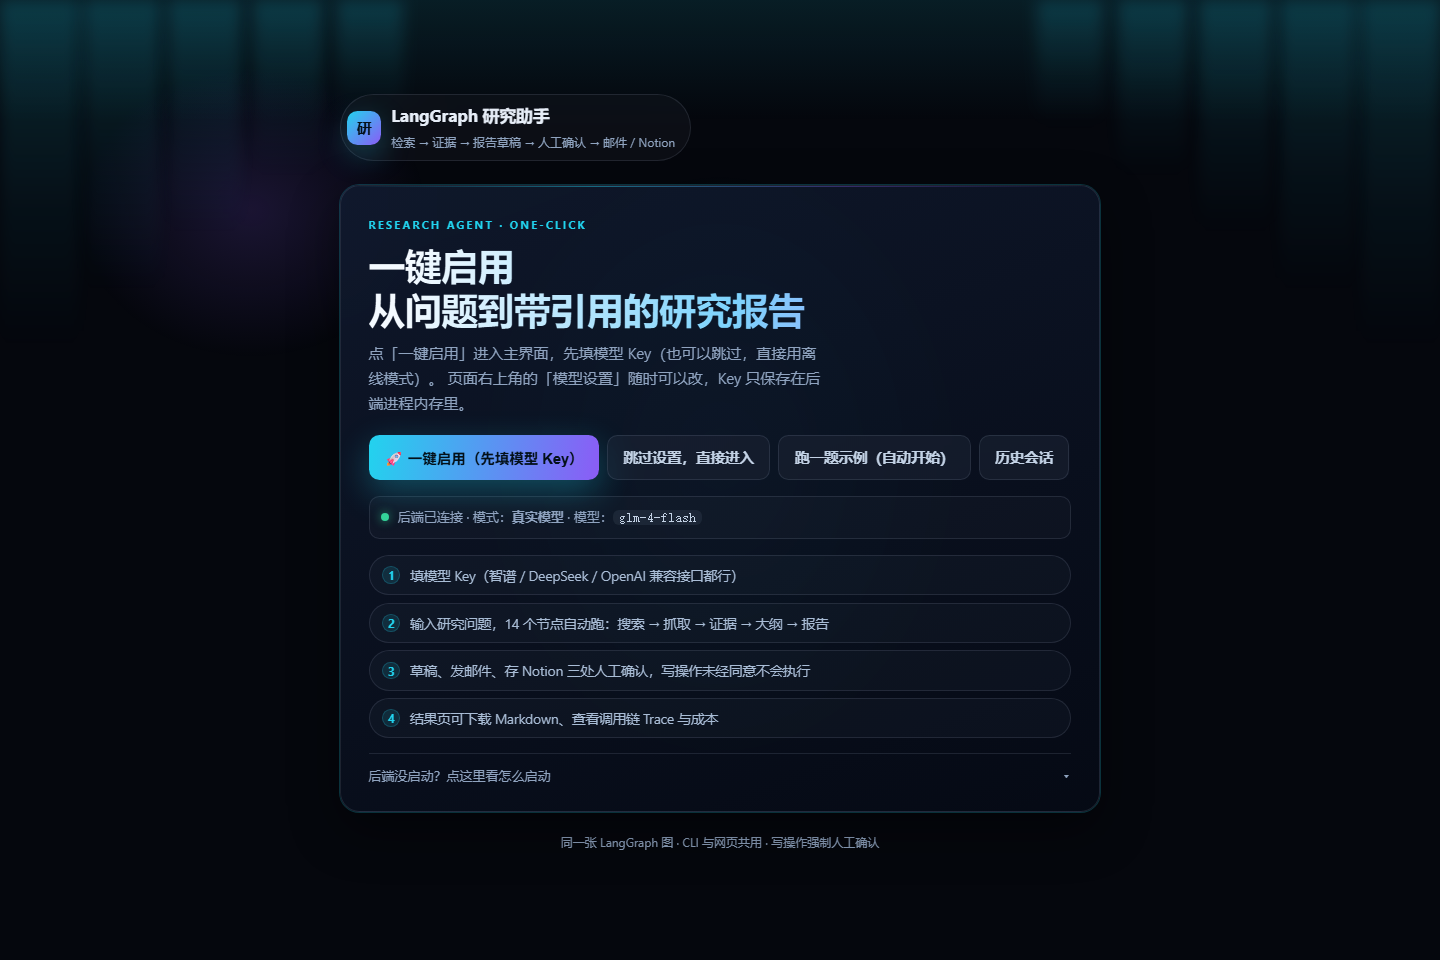 研
LangGraph 研究助手
检索 → 证据 → 报告草稿 → 人工确认 → 邮件 / Notion
RESEARCH AGENT · ONE-CLICK
一键启用
从问题到带引用的研究报告
点「一键启用」进入主界面，先填模型 Key（也可以跳过，直接用离
线模式）。 页面右上角的「模型设置」随时可以改，Key 只保存在后
端进程内存里。
🚀 一键启用（先填模型 Key）
跳过设置，直接进入
跑一题示例（自动开始）
历史会话
后端已连接 · 模式：真实模型 · 模型： glm-4-flash
1 填模型 Key（智谱 / DeepSeek / OpenAI 兼容接口都行）
2 输入研究问题，14 个节点自动跑：搜索 → 抓取 → 证据 → 大纲 → 报告
3 草稿、发邮件、存 Notion 三处人工确认，写操作未经同意不会执行
4 结果页可下载 Markdown、查看调用链 Trace 与成本
后端没启动？点这里看怎么启动
同一张 LangGraph 图 · CLI 与网页共用 · 写操作强制人工确认